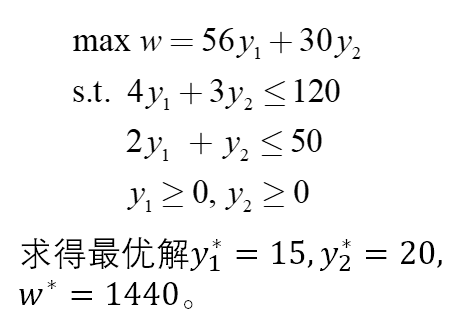 max w = 56y₁ + 30y₂
s.t. 4y₁ + 3y₂ ≤ 120
2y₁ + y₂ ≤ 50
y₁ ≥ 0, y₂ ≥ 0
求得最优解y₁* = 15, y₂* = 20,
w* = 1440。